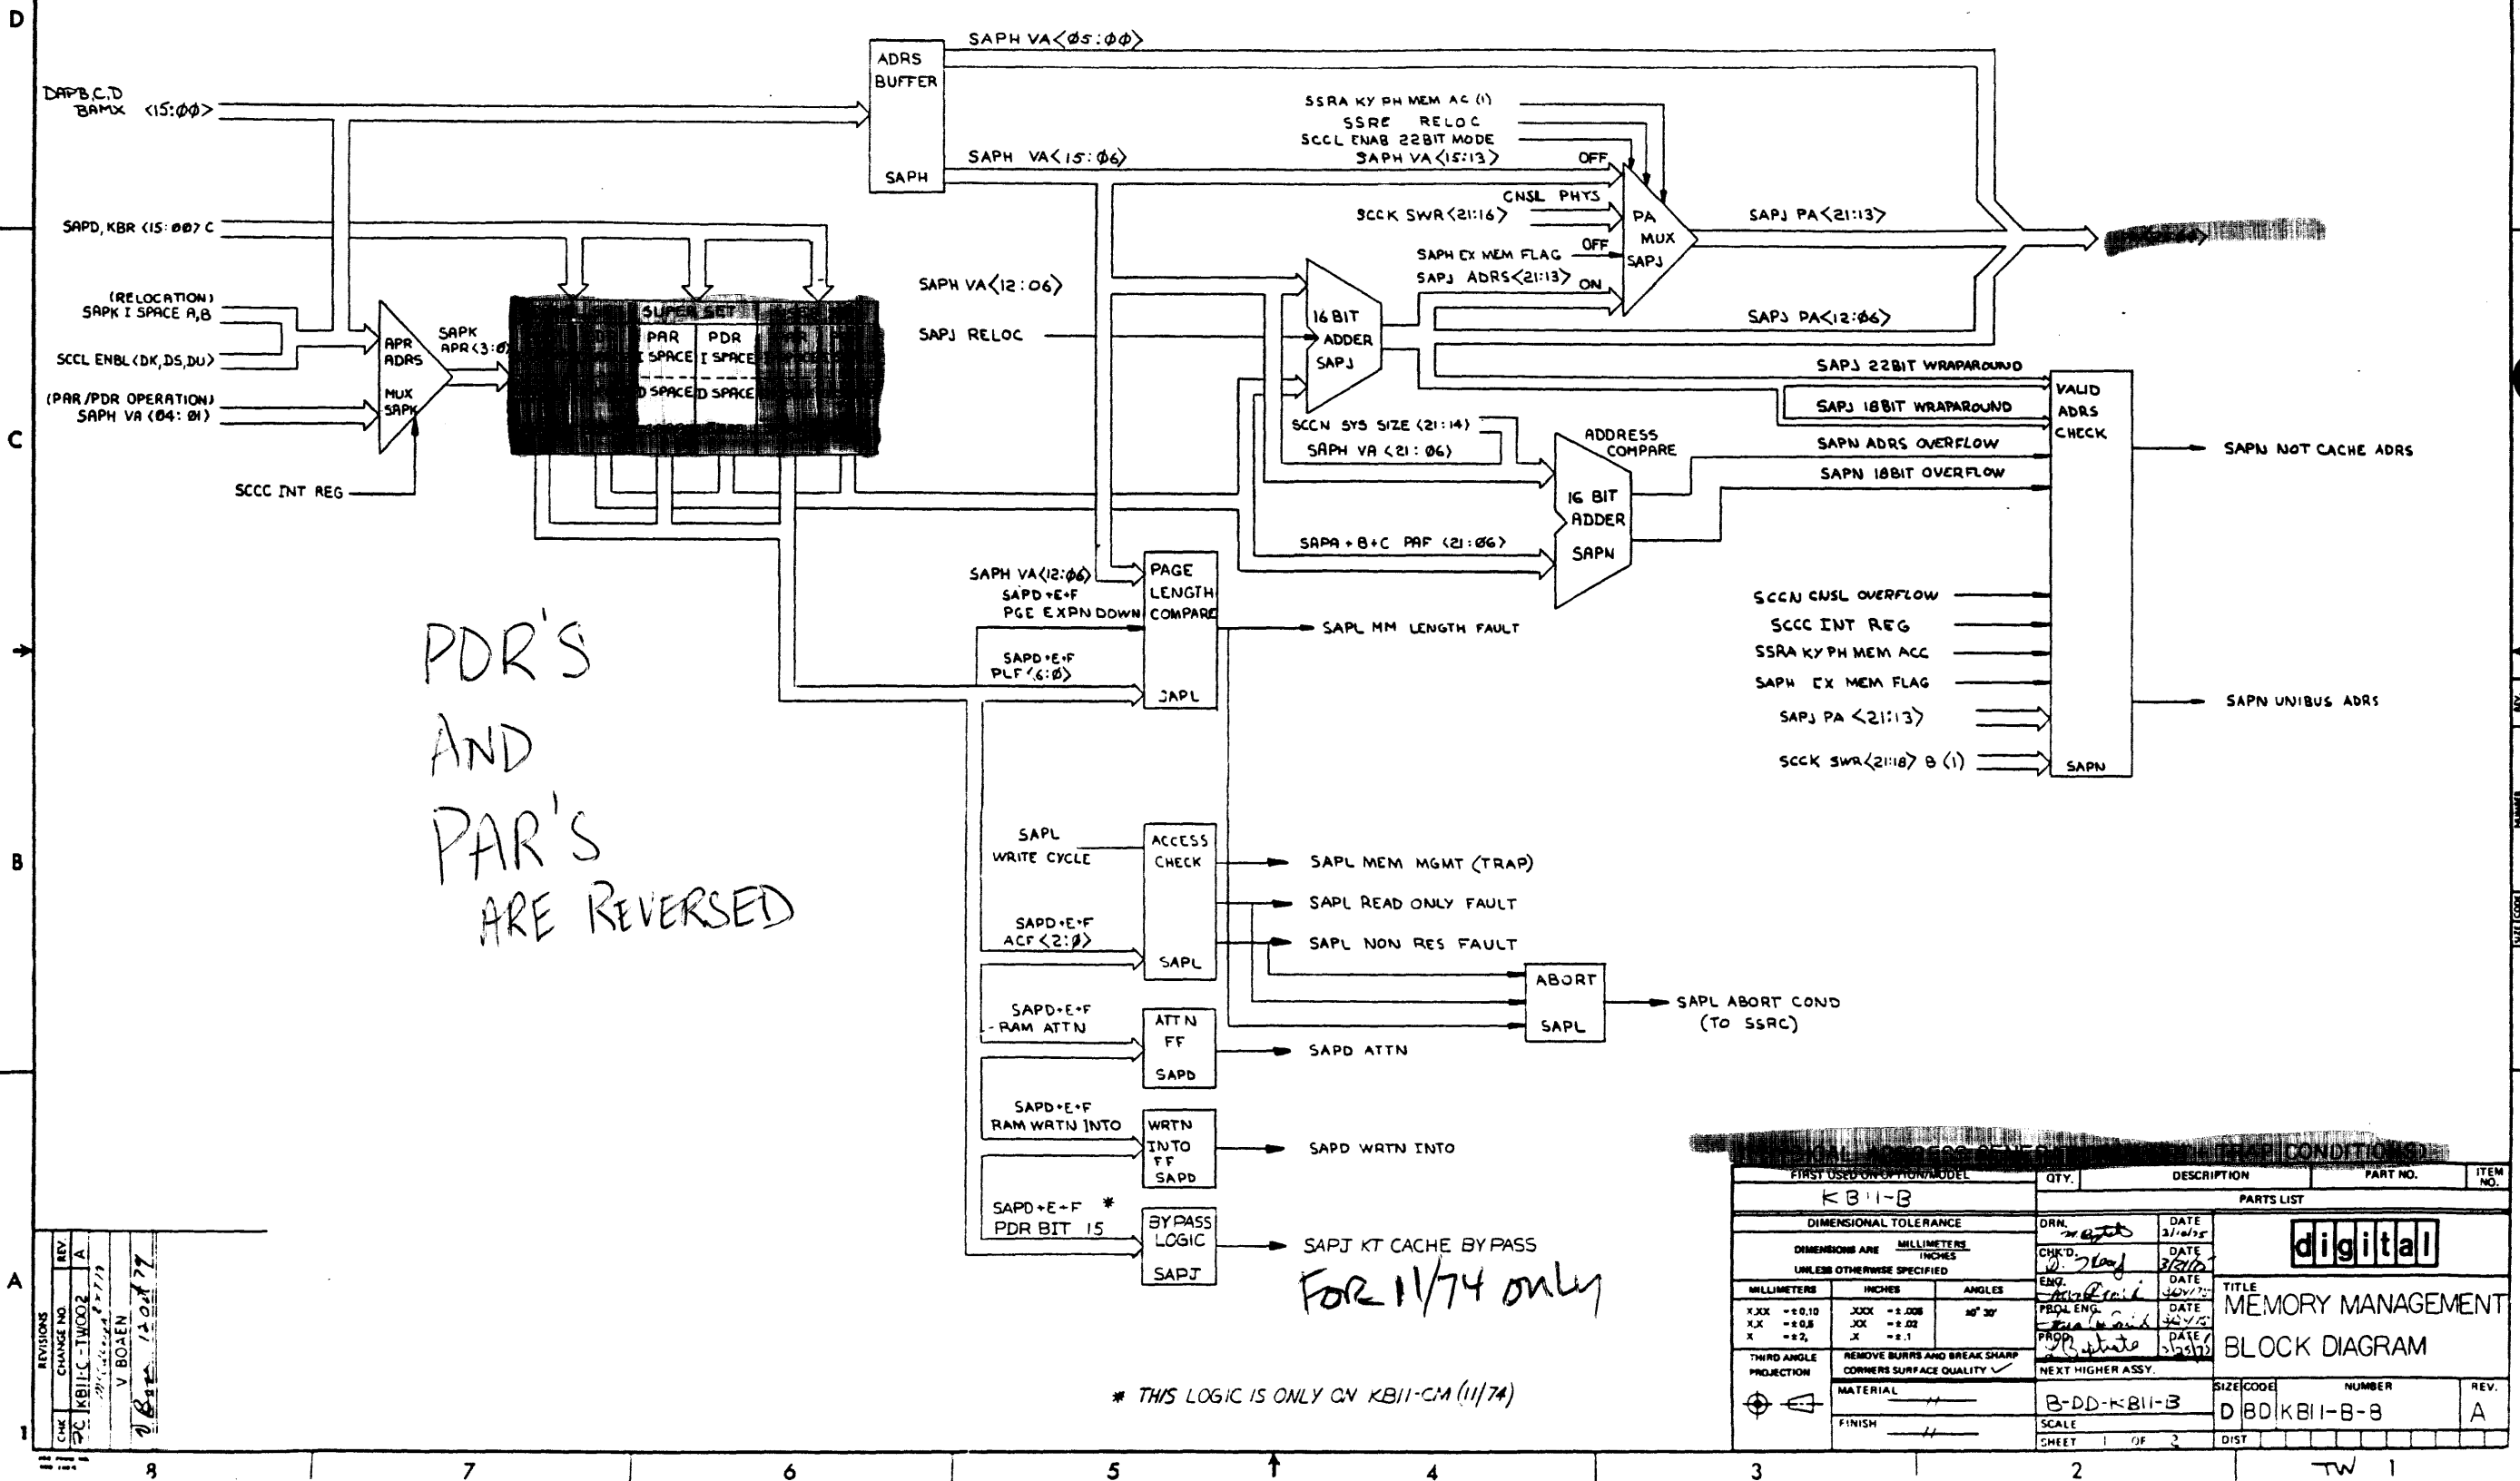 D
SAPH VA<Ø5:ØØ>
ADRS
BUFFER
SAPH
DAPB,C,D
BAMX <15:ØØ>
SSRA KY PH MEM AC (1)
SSRE RELOC
SCCL ENAB 22BIT MODE
SAPH VA<15:Ø6>
SAPH VA<15:13>
OFF
CNSL PHYS
SCCK SWR<21:16>
PA
MUX
SAPJ
SAPJ PA<21:13>
OFF
SAPH EX MEM FLAG
SAPJ ADRS<21:13> ON
SAPD, KBR <15:ØØ> C
(RELOCATION)
SAPK I SPACE A,B
SCCL ENBL<DK,DS,DU>
(PAR/PDR OPERATION)
SAPH VA <Ø4:Ø1>
APR
ADRS
MUX
SAPK
SAPK
APR<3:Ø>
SUPER SET
PAR
PDR
I SPACE
I SPACE
D SPACE
D SPACE
SCCC INT REG
SAPH VA<12:Ø6>
SAPJ RELOC
16 BIT
ADDER
SAPJ
SAPJ PA<12:Ø6>
SAPJ 22BIT WRAPAROUND
SAPJ 18BIT WRAPAROUND
SAPN ADRS OVERFLOW
SAPN 18BIT OVERFLOW
VALID
ADRS
CHECK
SAPN
SAPN NOT CACHE ADRS
C
SCCN SYS SIZE <21:14>
SAPH VA <21:Ø6>
ADDRESS
COMPARE
16 BIT
ADDER
SAPN
SAPA + B+C PAF <21:Ø6>
SAPH VA<12:Ø6>
SAPD+E+F
PGE EXPN DOWN
SAPD+E+F
PLF<6:Ø>
PAGE
LENGTH
COMPARE
SAPL
SAPL MM LENGTH FAULT
SCCN CNSL OVERFLOW
SCCC INT REG
SSRA KY PH MEM ACC
SAPH EX MEM FLAG
SAPJ PA <21:13>
SCCK SWR<21:18> B (1)
SAPN UNIBUS ADRS
PDR'S
AND
PAR'S
ARE REVERSED
B
SAPL
WRITE CYCLE
ACCESS
CHECK
SAPL
SAPL MEM MGMT (TRAP)
SAPL READ ONLY FAULT
SAPL NON RES FAULT
SAPD+E+F
ACF <2:Ø>
ABORT
SAPL
SAPL ABORT COND
(TO SSRC)
SAPD+E+F
RAM ATTN
ATTN
FF
SAPD
SAPD ATTN
SAPD+E+F
RAM WRTN INTO
WRTN
INTO
FF
SAPD
SAPD WRTN INTO
SAPD+E+F *
PDR BIT 15
BYPASS
LOGIC
SAPJ
SAPJ KT CACHE BYPASS
FOR 11/74 only
* THIS LOGIC IS ONLY ON KB11-CM (11/74)
A
REVISIONS
CHK CHANGE NO. REV.
KB11-C-TW002 A
V BOAEN
FIRST USED ON OPTION/MODEL
KB11-B
QTY. DESCRIPTION PART NO. ITEM NO.
PARTS LIST
DIMENSIONAL TOLERANCE
DIMENSIONS ARE MILLIMETERS
INCHES
UNLESS OTHERWISE SPECIFIED
MILLIMETERS INCHES ANGLES
THIRD ANGLE
PROJECTION
REMOVE BURRS AND BREAK SHARP
CORNERS SURFACE QUALITY
MATERIAL
FINISH
DRN. DATE
CHK'D. DATE
ENG. DATE
PROJ. ENG. DATE
PROD. DATE
NEXT HIGHER ASSY.
B-DD-KB11-B
SCALE
SHEET 1 OF 2
digital
TITLE
MEMORY MANAGEMENT
BLOCK DIAGRAM
SIZE CODE NUMBER REV.
D BD KB11-B-B A
DIST
8 7 6 5 4 3 2 1
TW